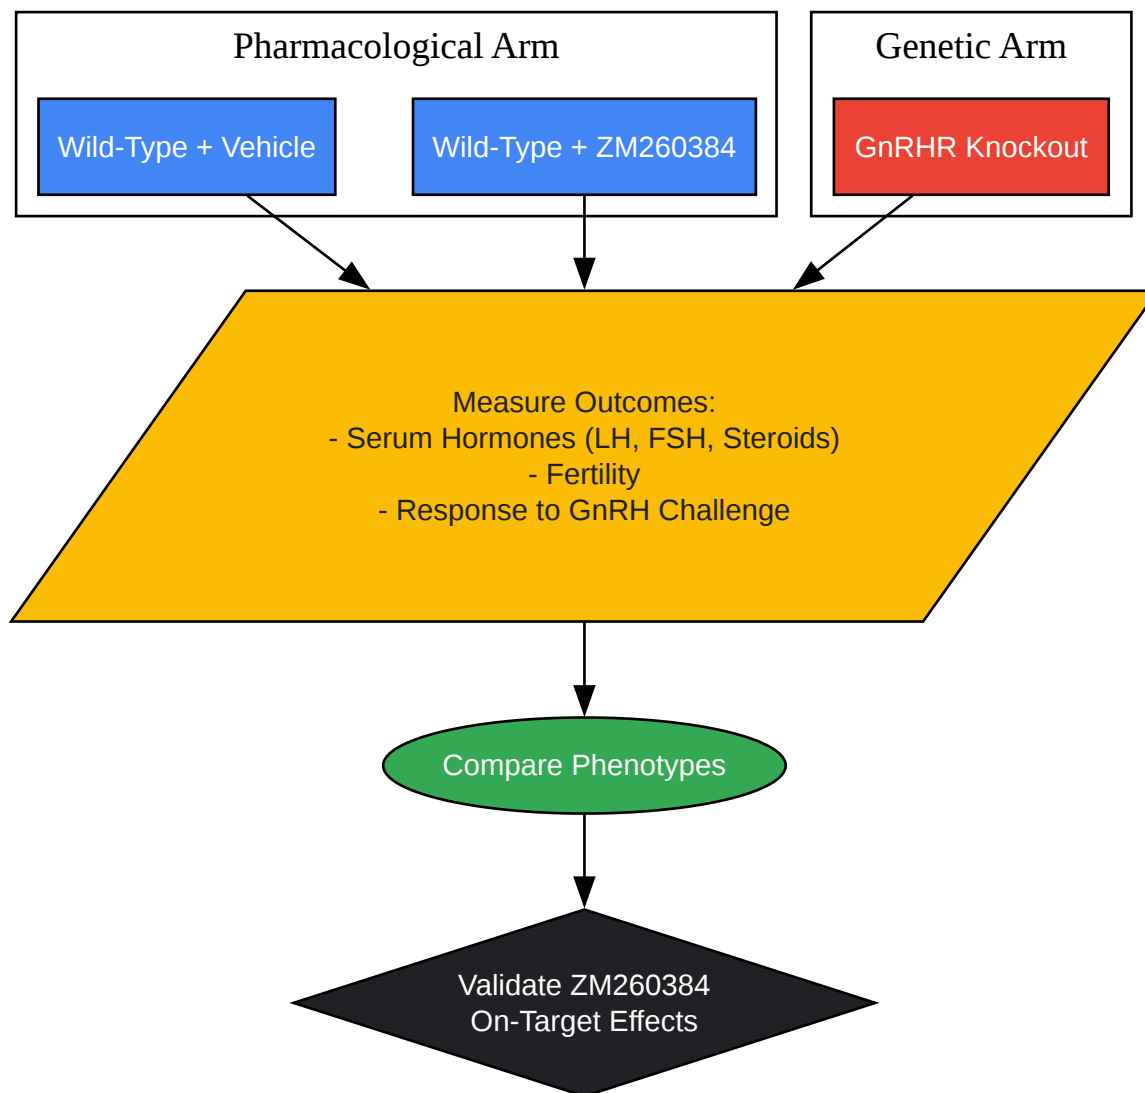 Pharmacological Arm
Genetic Arm
Wild-Type + Vehicle
Wild-Type + ZM260384
GnRHR Knockout
Measure Outcomes:
- Serum Hormones (LH, FSH, Steroids)
- Fertility
- Response to GnRH Challenge
Compare Phenotypes
Validate ZM260384
On-Target Effects